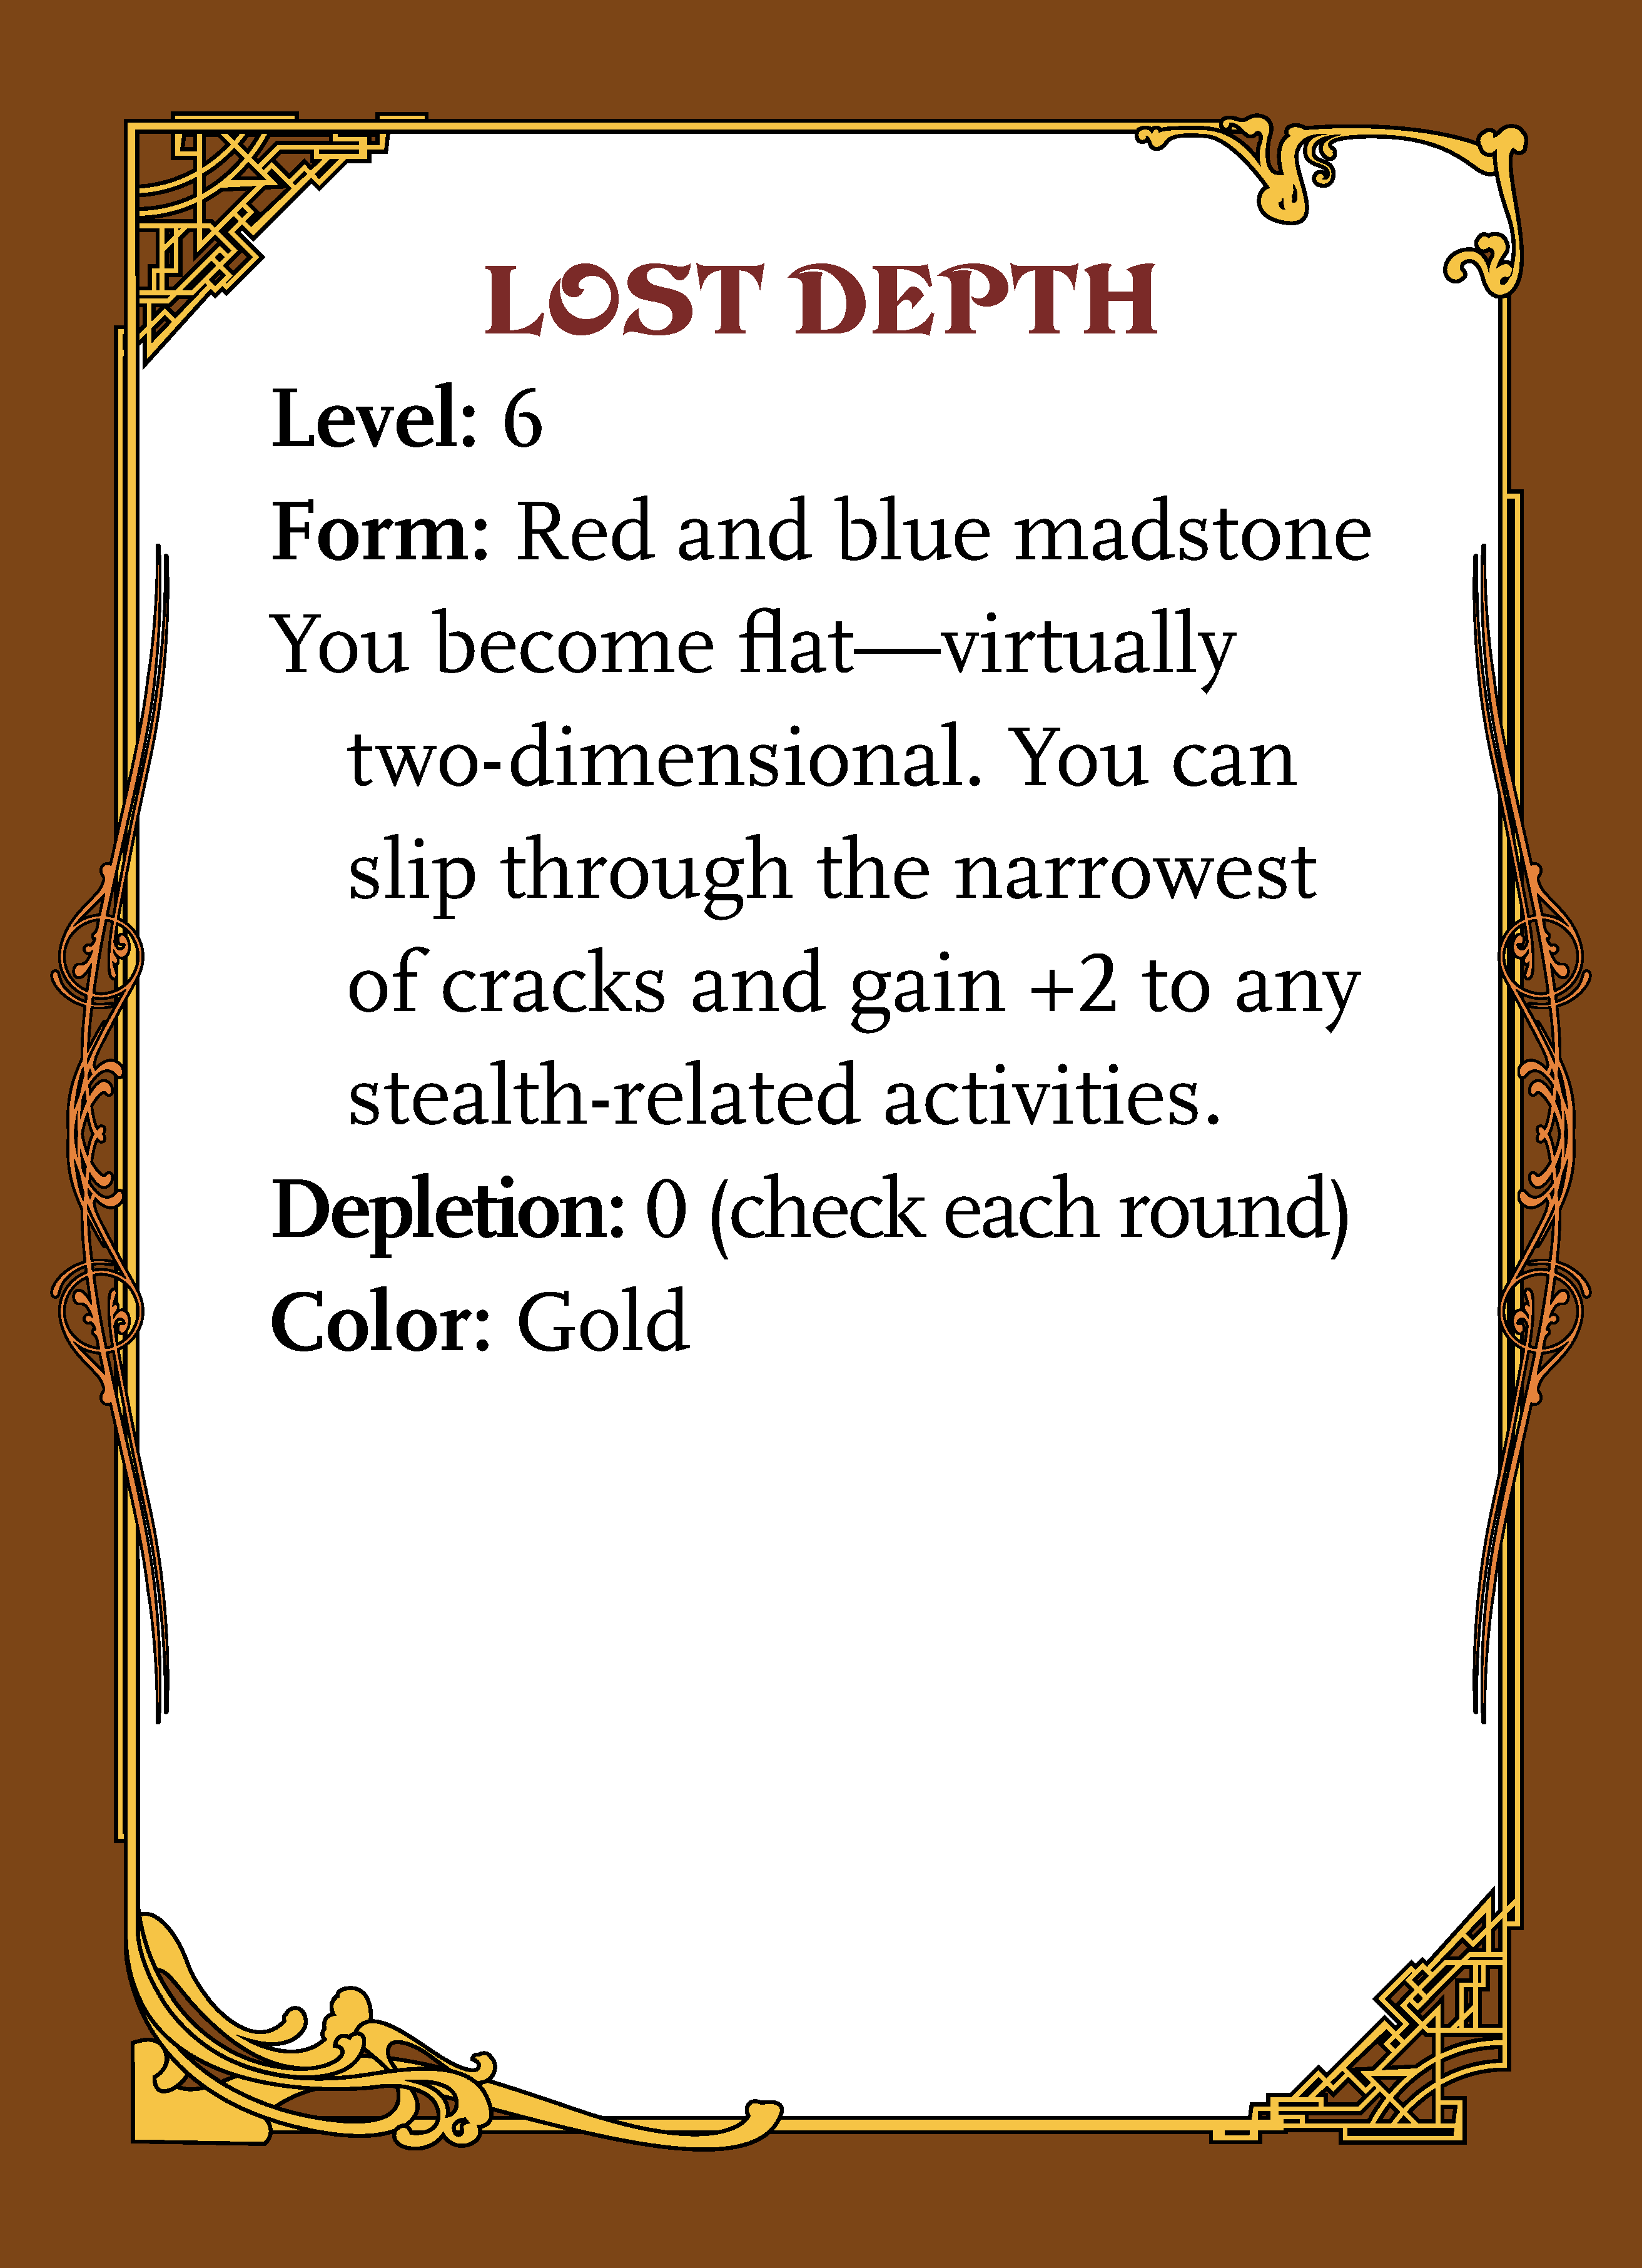 LOST DEPTH
Level: 6
Form: Red and blue madstone
You become flat—virtually
two-dimensional. You can
slip through the narrowest
of cracks and gain +2 to any
stealth-related activities.
Depletion: 0 (check each round)
Color: Gold